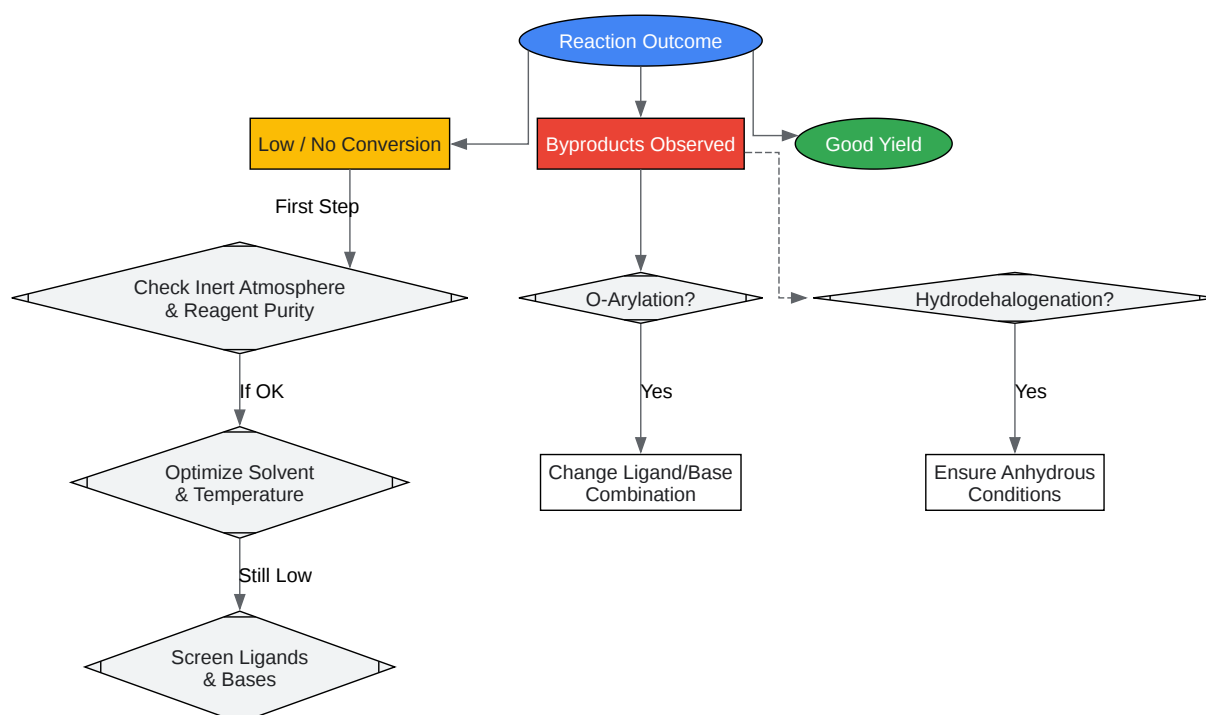 Reaction Outcome
Low / No Conversion
Byproducts Observed
Good Yield
First Step
Check Inert Atmosphere
& Reagent Purity
O-Arylation?
Hydrodehalogenation?
If OK
Yes
Yes
Optimize Solvent
& Temperature
Change Ligand/Base
Combination
Ensure Anhydrous
Conditions
Still Low
Screen Ligands
& Bases